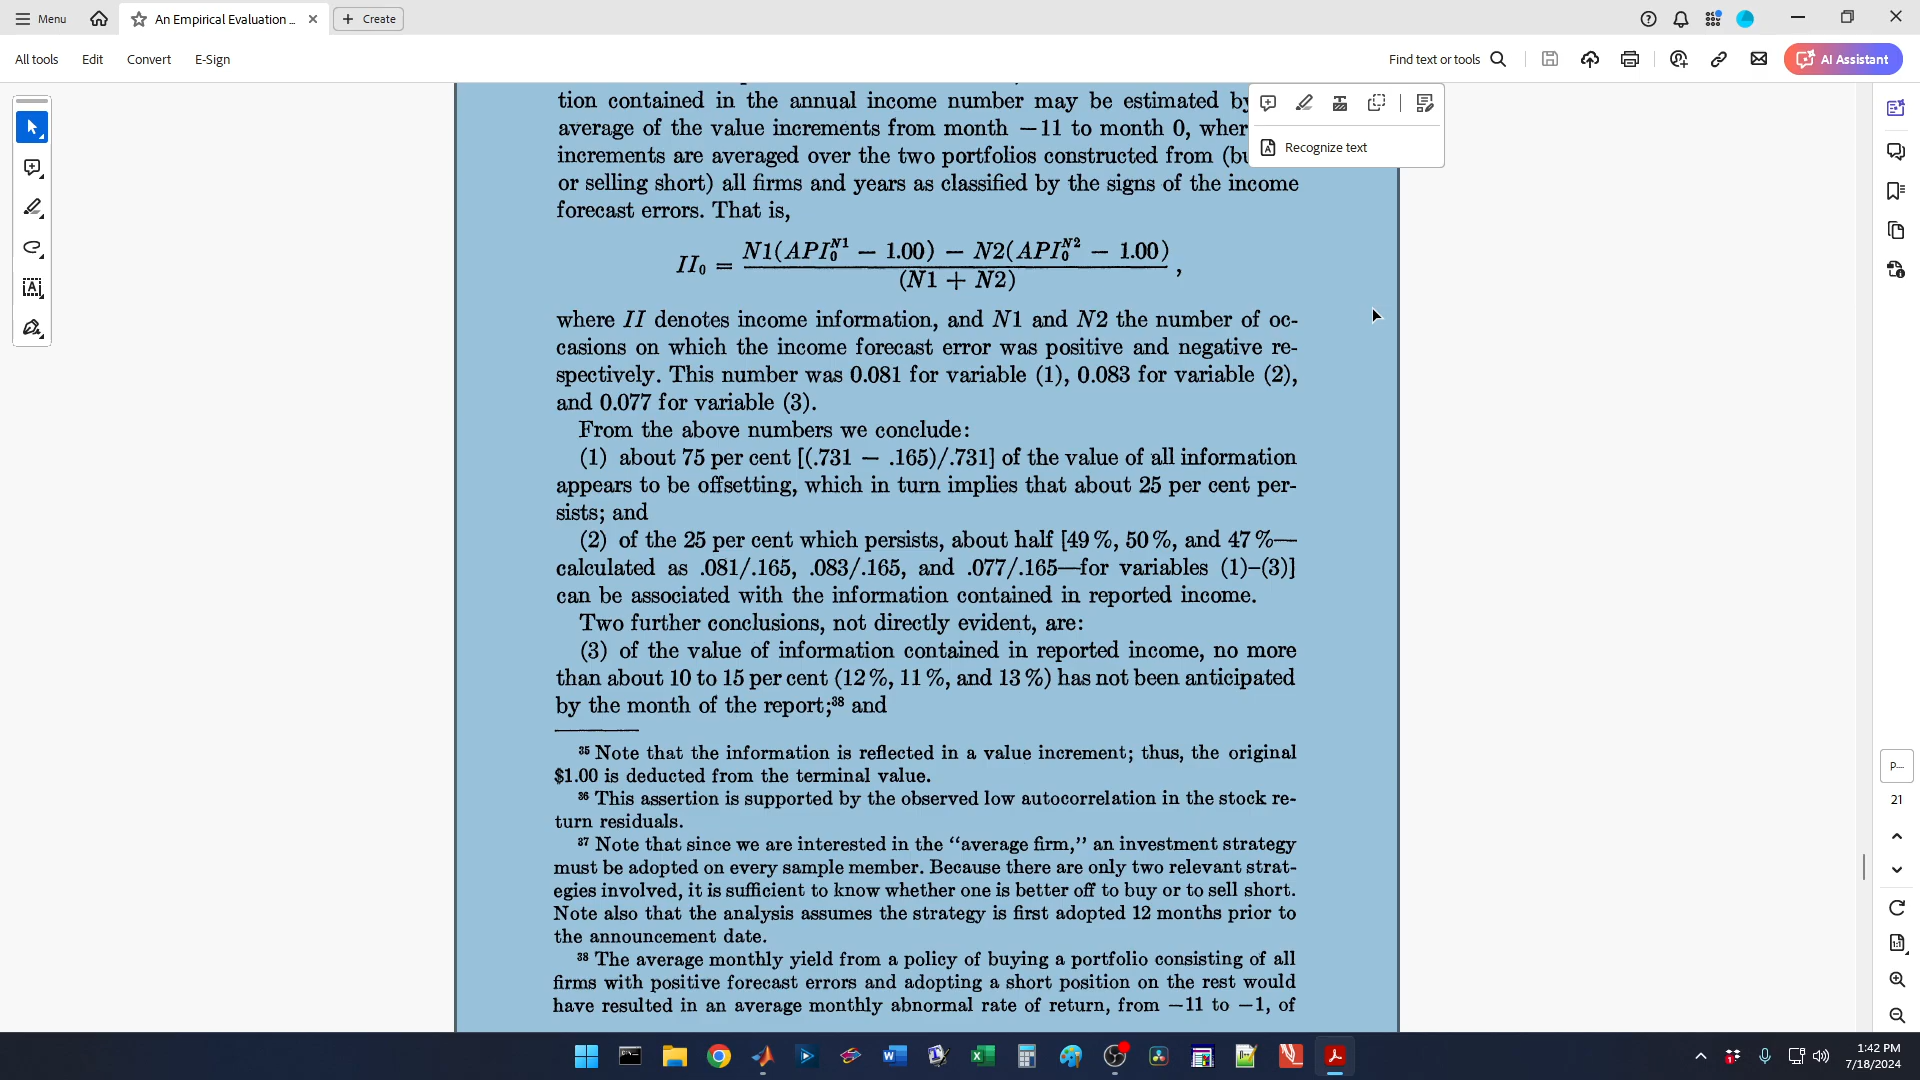 Menu
An Empirical Evaluation ...
Create
All tools
Edit
Convert
E-Sign
Find text or tools
AI Assistant
Recognize text
tion contained in the annual income number may be estimated by
average of the value increments from month −11 to month 0, wher
increments are averaged over the two portfolios constructed from (bu
or selling short) all firms and years as classified by the signs of the income
forecast errors. That is,
II₀ = N1(API₀^N1 − 1.00) − N2(API₀^N2 − 1.00) / (N1 + N2) ,
where II denotes income information, and N1 and N2 the number of oc-
casions on which the income forecast error was positive and negative re-
spectively. This number was 0.081 for variable (1), 0.083 for variable (2),
and 0.077 for variable (3).
From the above numbers we conclude:
(1) about 75 per cent [(.731 − .165)/.731] of the value of all information
appears to be offsetting, which in turn implies that about 25 per cent per-
sists; and
(2) of the 25 per cent which persists, about half [49%, 50%, and 47%—
calculated as .081/.165, .083/.165, and .077/.165—for variables (1)–(3)]
can be associated with the information contained in reported income.
Two further conclusions, not directly evident, are:
(3) of the value of information contained in reported income, no more
than about 10 to 15 per cent (12%, 11%, and 13%) has not been anticipated
by the month of the report;³⁸ and
³⁵ Note that the information is reflected in a value increment; thus, the original
$1.00 is deducted from the terminal value.
³⁶ This assertion is supported by the observed low autocorrelation in the stock re-
turn residuals.
³⁷ Note that since we are interested in the “average firm,” an investment strategy
must be adopted on every sample member. Because there are only two relevant strat-
egies involved, it is sufficient to know whether one is better off to buy or to sell short.
Note also that the analysis assumes the strategy is first adopted 12 months prior to
the announcement date.
³⁸ The average monthly yield from a policy of buying a portfolio consisting of all
firms with positive forecast errors and adopting a short position on the rest would
have resulted in an average monthly abnormal rate of return, from −11 to −1, of
P...
21
1:42 PM
7/18/2024